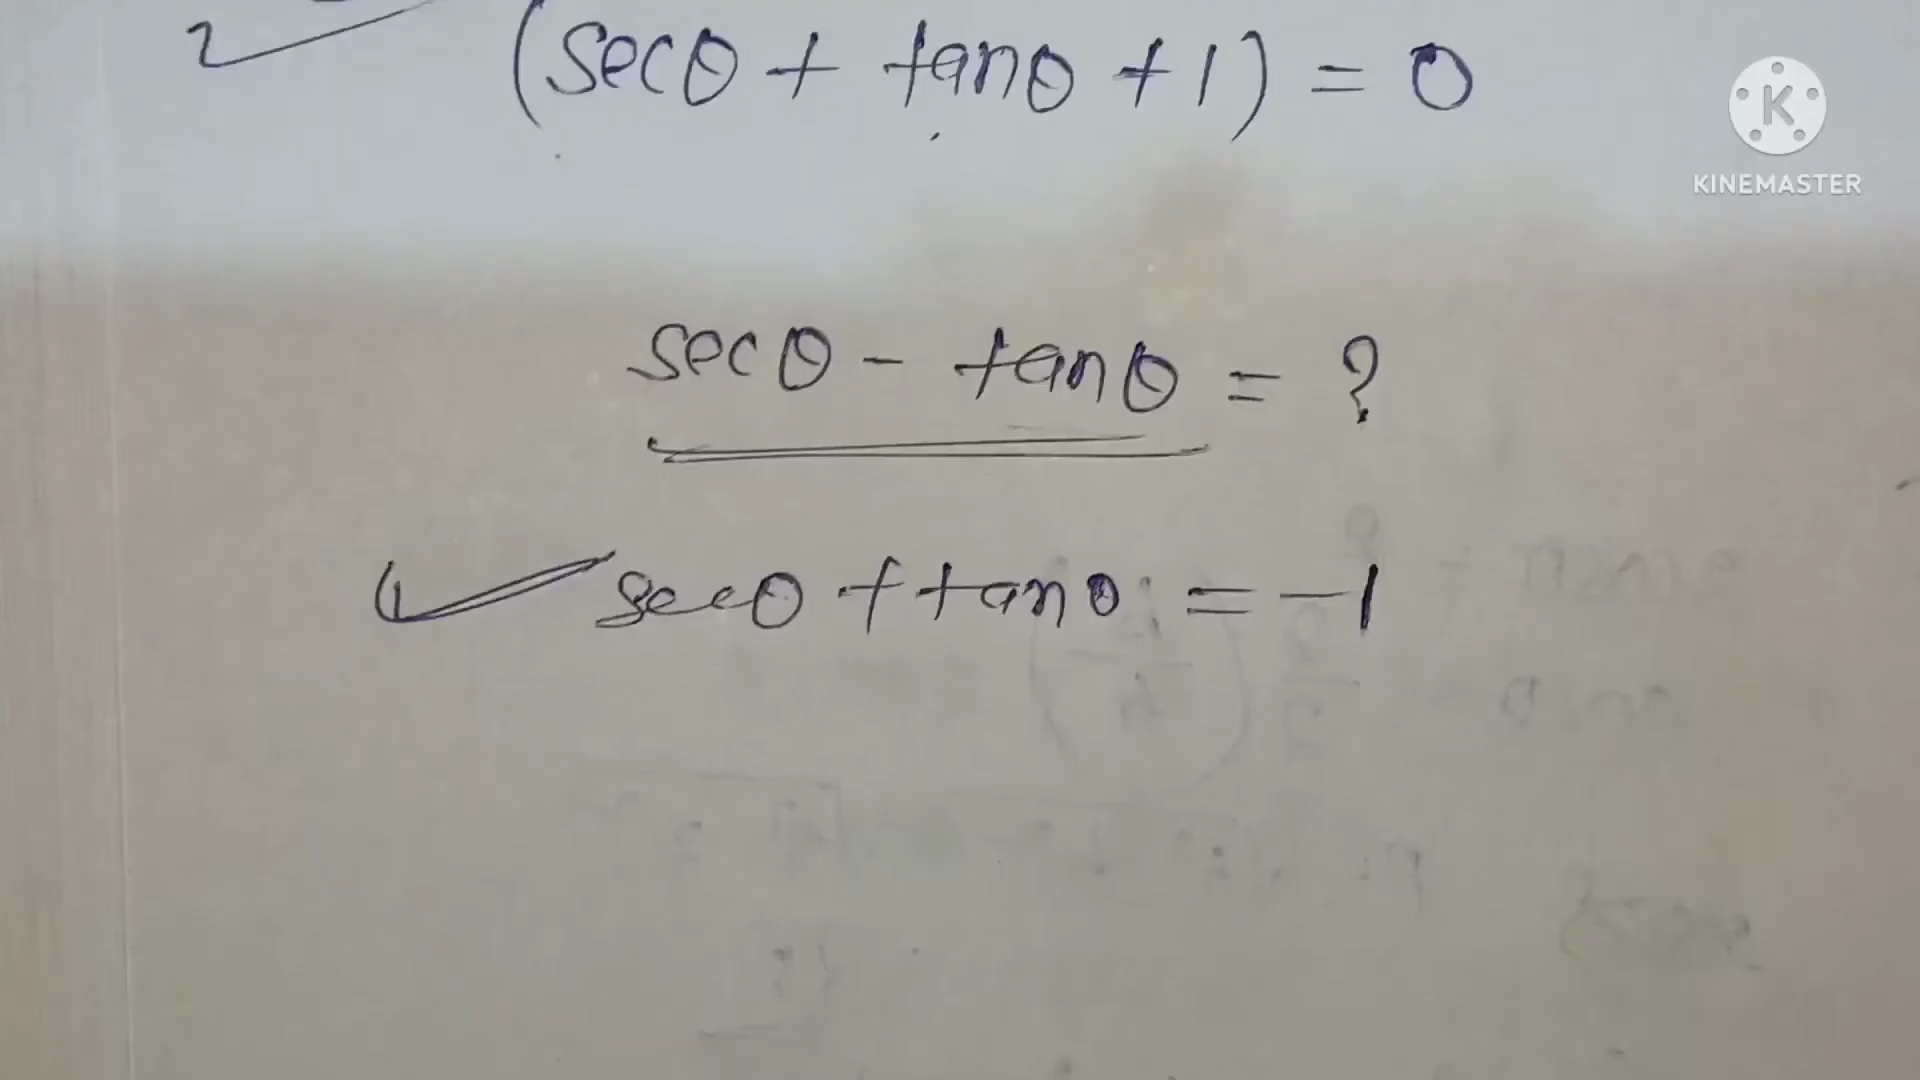 (secθ + tanθ + 1) = 0
K
KINEMASTER
secθ - tanθ = ?
secθ + tanθ = -1